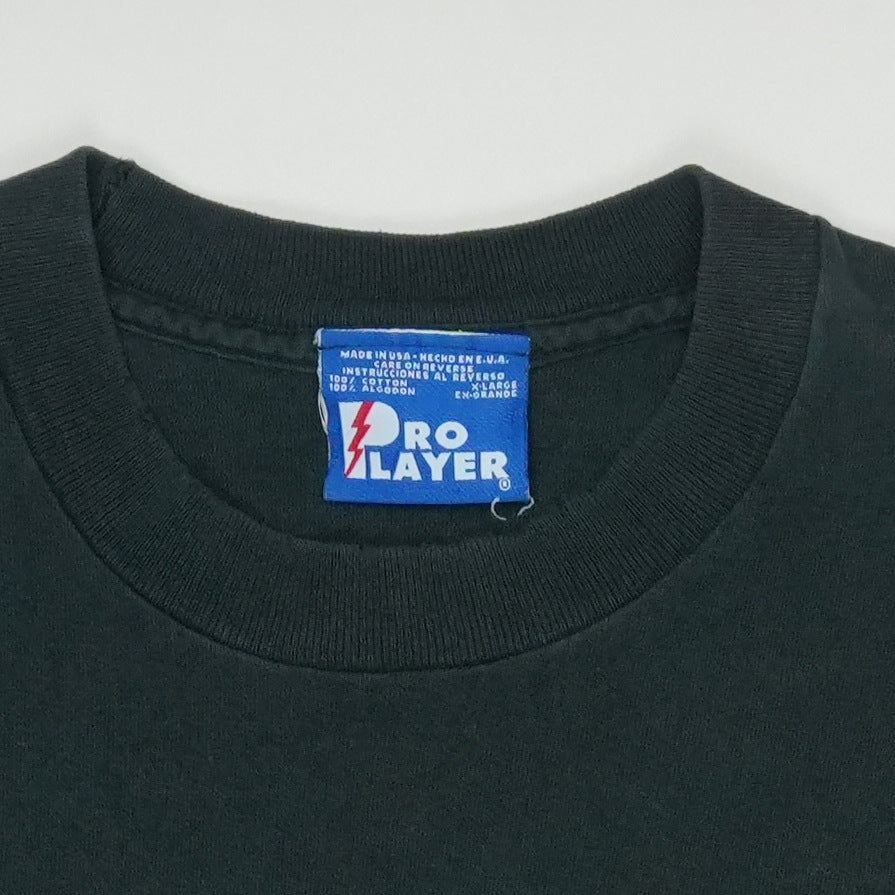 MADE IN USA - HECHO EN E.U.A.
CARE ON REVERSE
INSTRUCCIONES AL REVERSO
100% COTTON X-LARGE
100% ALGODON EX-GRANDE
PRO
PLAYER®